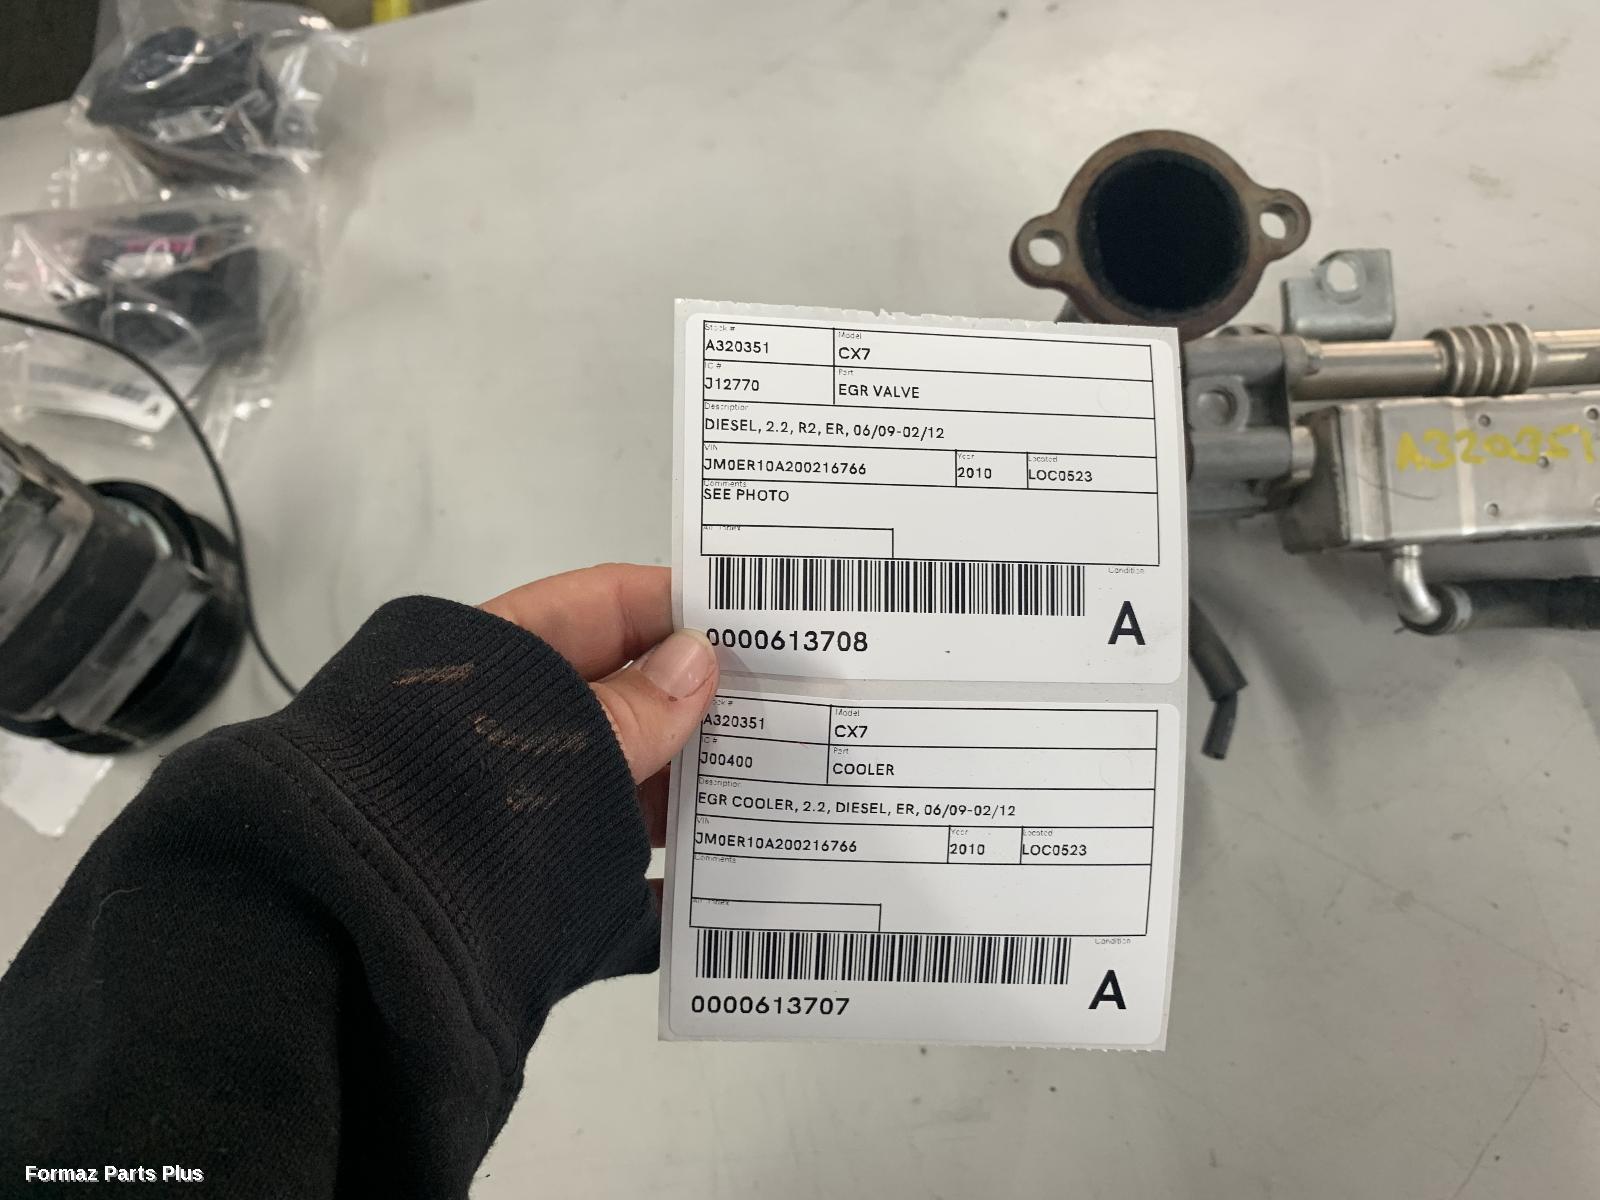 Stock #
Model
A320351
CX7
IC #
Part
J12770
EGR VALVE
Description
DIESEL, 2.2, R2, ER, 06/09-02/12
VIN
Year
Located
JM0ER10A200216766
2010
LOC0523
Comments
SEE PHOTO
Condition
A
0000613708
Model
A320351
CX7
IC #
Part
J00400
COOLER
Description
EGR COOLER, 2.2, DIESEL, ER, 06/09-02/12
VIN
Year
Located
JM0ER10A200216766
2010
LOC0523
Comments
Condition
A
0000613707
A320351
Formaz Parts Plus